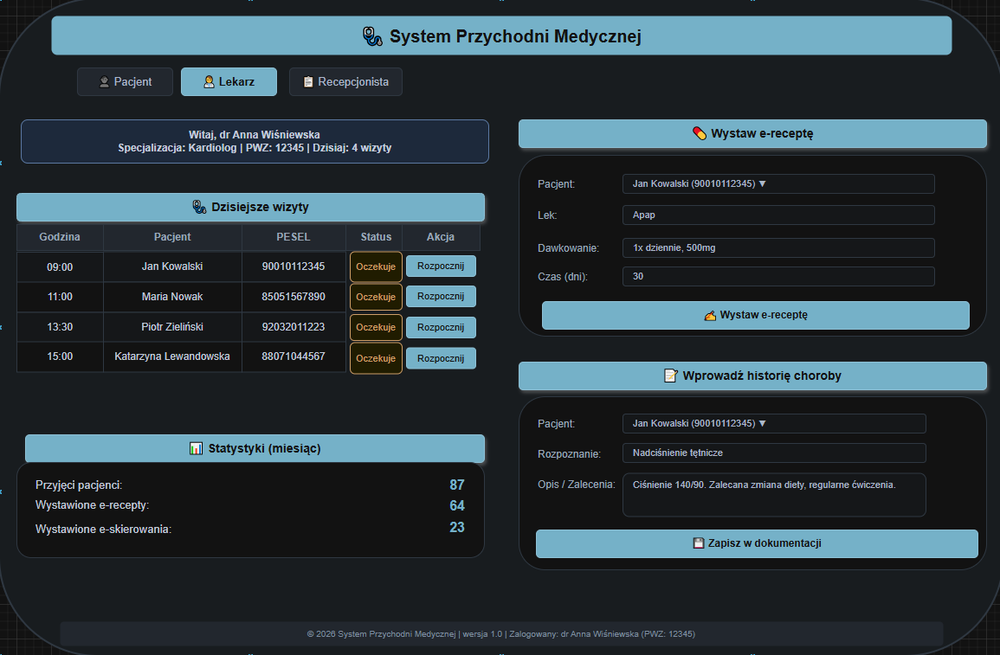 System Przychodni Medycznej
Pacjent
Lekarz
Recepcjonista
Witaj, dr Anna Wiśniewska
Specjalizacja: Kardiolog | PWZ: 12345 | Dzisiaj: 4 wizyty
Dzisiejsze wizyty
Godzina Pacjent PESEL Status Akcja
09:00 Jan Kowalski 90010112345 Oczekuje Rozpocznij
11:00 Maria Nowak 85051567890 Oczekuje Rozpocznij
13:30 Piotr Zieliński 92032011223 Oczekuje Rozpocznij
15:00 Katarzyna Lewandowska 88071044567 Oczekuje Rozpocznij
Statystyki (miesiąc)
Przyjęci pacjenci: 87
Wystawione e-recepty: 64
Wystawione e-skierowania: 23
Wystaw e-receptę
Pacjent: Jan Kowalski (90010112345) ▼
Lek: Apap
Dawkowanie: 1x dziennie, 500mg
Czas (dni): 30
Wystaw e-receptę
Wprowadź historię choroby
Pacjent: Jan Kowalski (90010112345) ▼
Rozpoznanie: Nadciśnienie tętnicze
Opis / Zalecenia: Ciśnienie 140/90. Zalecana zmiana diety, regularne ćwiczenia.
Zapisz w dokumentacji
© 2026 System Przychodni Medycznej | wersja 1.0 | Zalogowany: dr Anna Wiśniewska (PWZ: 12345)